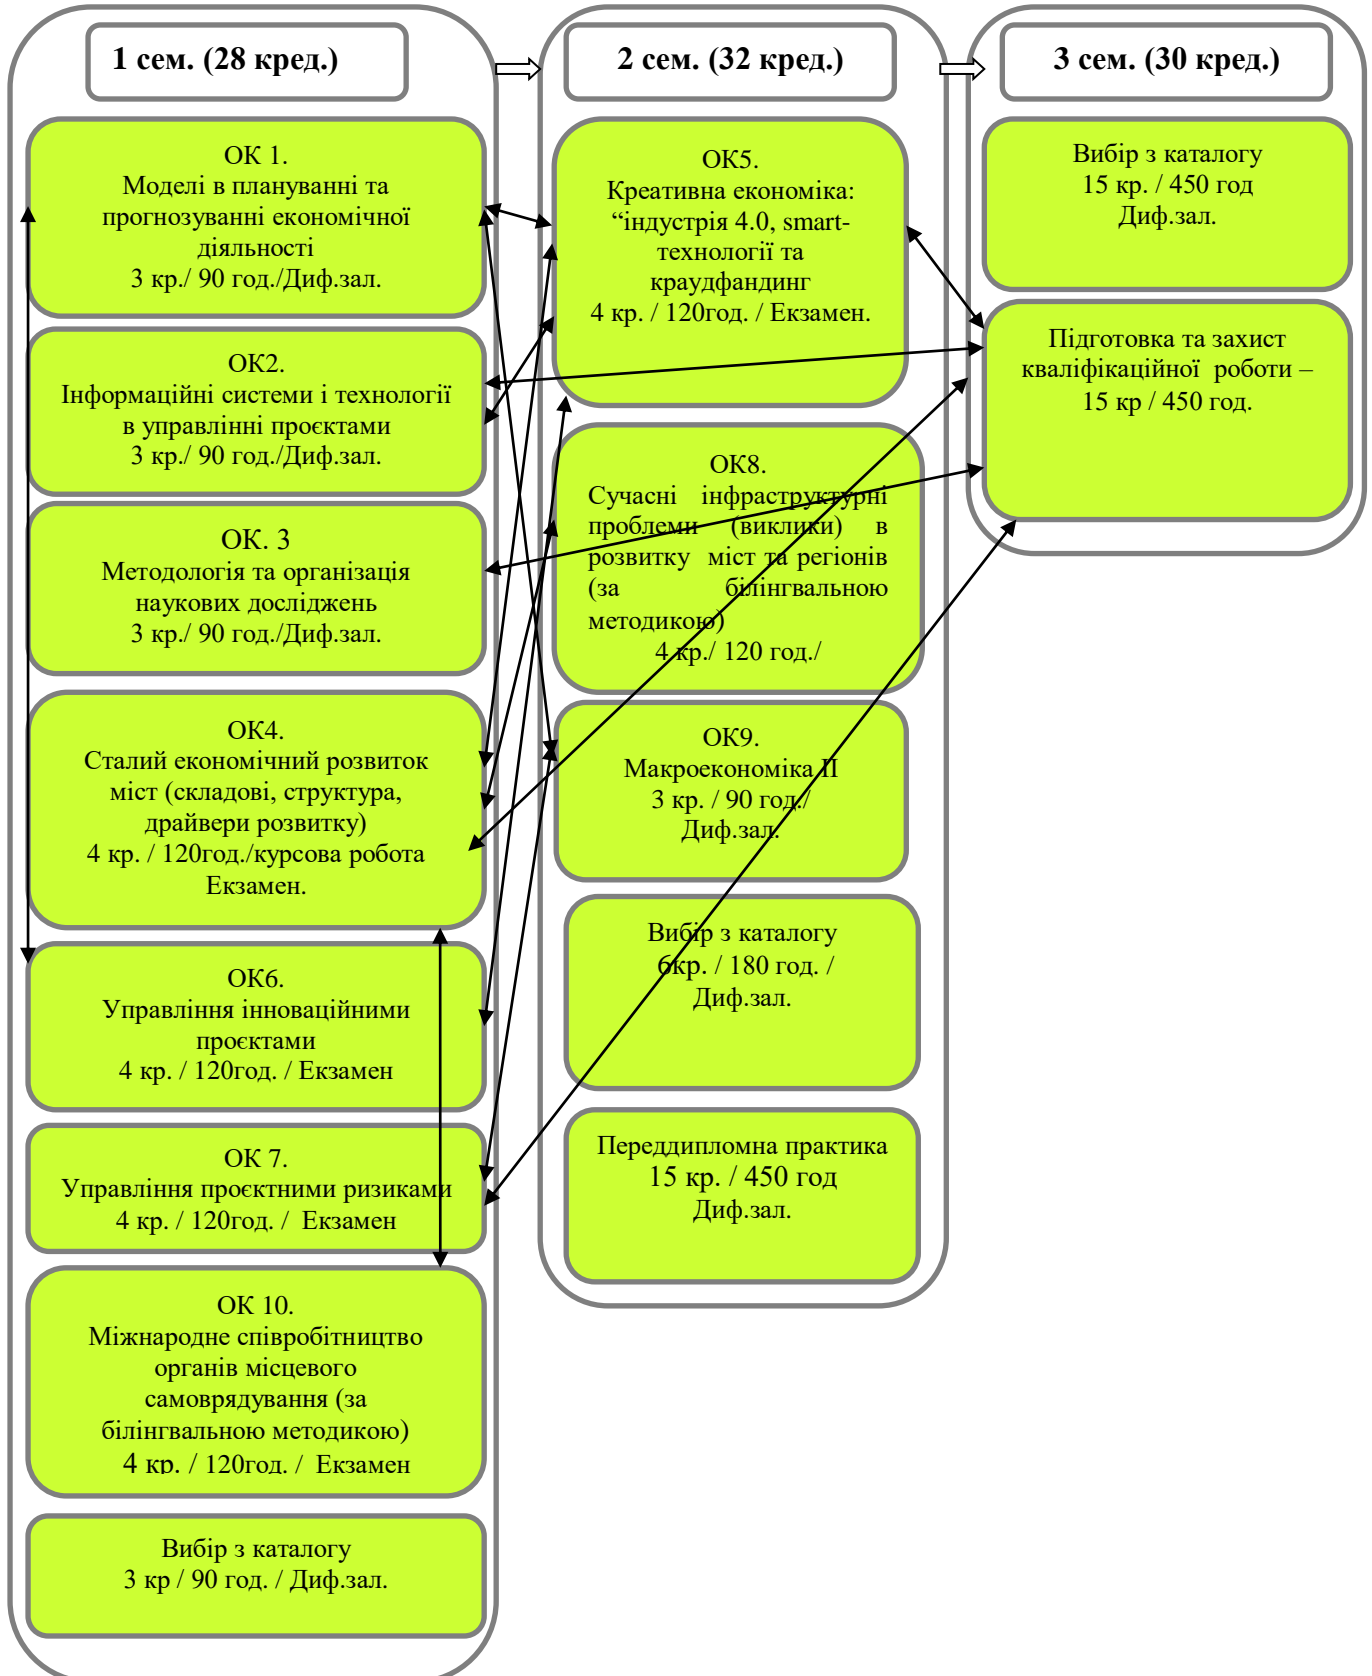 1 сем. (28 кред.)
ОК 1.
Моделі в плануванні та
прогнозуванні економічної
діяльності
3 кр./ 90 год./Диф.зал.
ОК2.
Інформаційні системи і технології
в управлінні проєктами
3 кр./ 90 год./Диф.зал.
ОК. 3
Методологія та організація
наукових досліджень
3 кр./ 90 год./Диф.зал.
ОК4.
Сталий економічний розвиток
міст (складові, структура,
драйвери розвитку)
4 кр. / 120год./курсова робота
Екзамен.
ОК6.
Управління інноваційними
проєктами
4 кр. / 120год. / Екзамен
ОК 7.
Управління проєктними ризиками
4 кр. / 120год. / Екзамен
ОК 10.
Міжнародне співробітництво
органів місцевого
самоврядування (за
білінгвальною методикою)
4 кр. / 120год. / Екзамен
Вибір з каталогу
3 кр / 90 год. / Диф.зал.
2 сем. (32 кред.)
ОК5.
Креативна економіка:
“індустрія 4.0, smart-
технології та
краудфандинг
4 кр. / 120год. / Екзамен.
ОК8.
Сучасні інфраструктурні
проблеми (виклики) в
розвитку міст та регіонів
(за білінгвальною
методикою)
4 кр./ 120 год./
ОК9.
Макроекономіка ІІ
3 кр. / 90 год./
Диф.зал.
Вибір з каталогу
6кр. / 180 год. /
Диф.зал.
Переддипломна практика
15 кр. / 450 год
Диф.зал.
3 сем. (30 кред.)
Вибір з каталогу
15 кр. / 450 год
Диф.зал.
Підготовка та захист
кваліфікаційної роботи –
15 кр / 450 год.